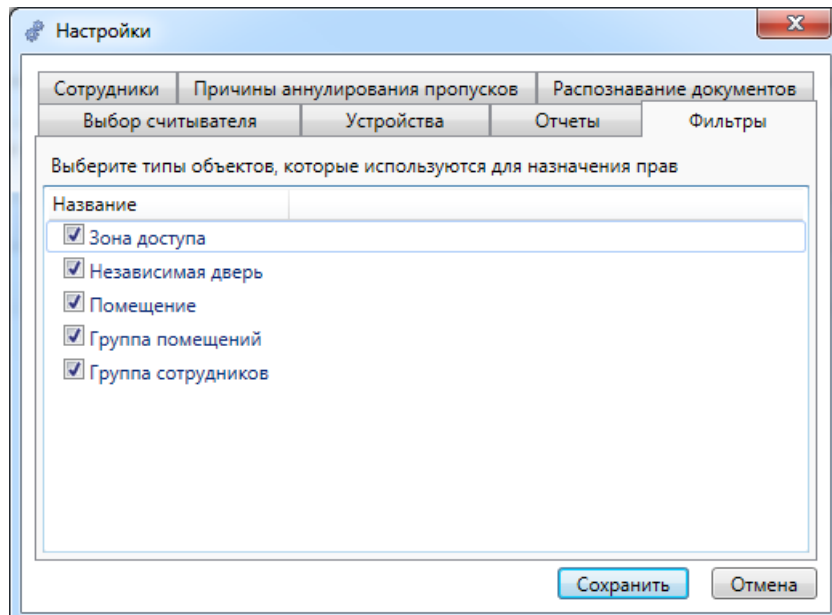 Настройки
Сотрудники Причины аннулирования пропусков Распознавание документов
Выбор считывателя Устройства Отчеты Фильтры
Выберите типы объектов, которые используются для назначения прав
Название
Зона доступа
Независимая дверь
Помещение
Группа помещений
Группа сотрудников
Сохранить Отмена